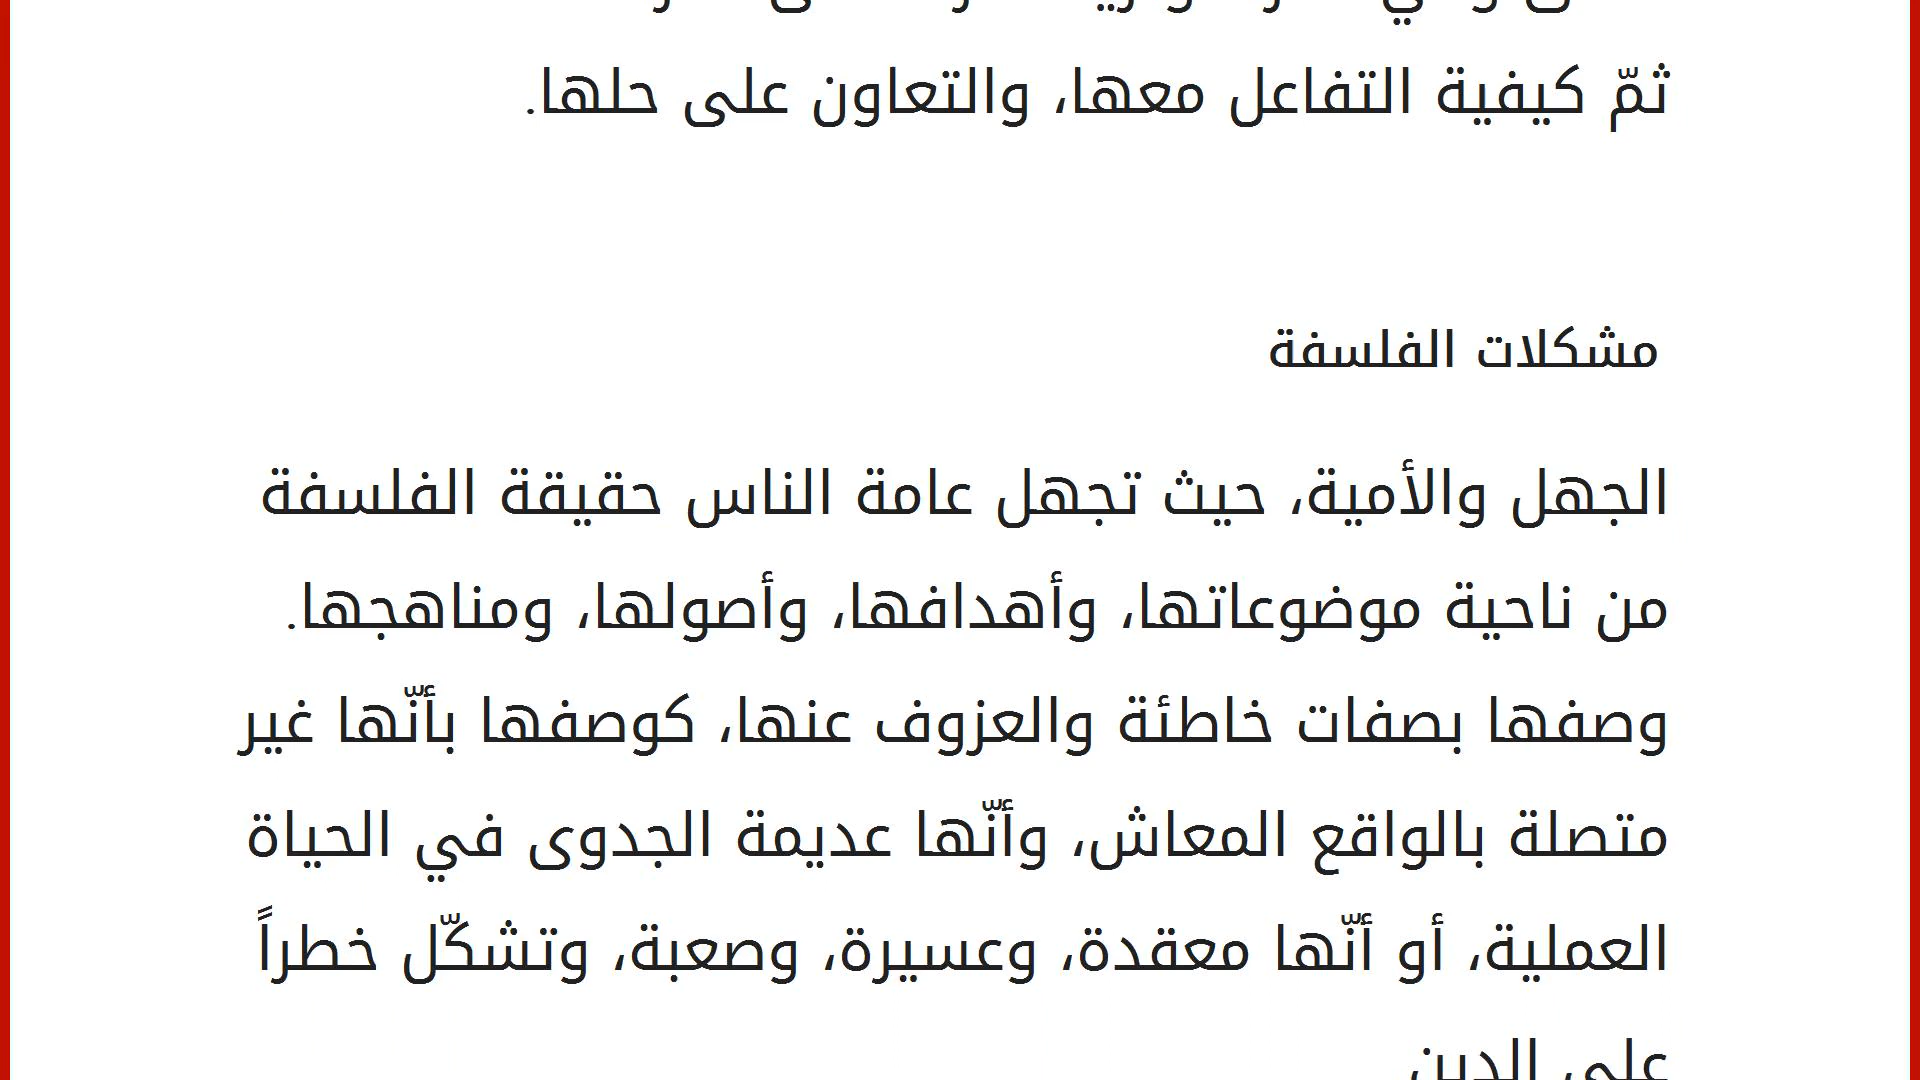 ثمّ كيفية التفاعل معها، والتعاون على حلها.
مشكلات الفلسفة
الجهل والأمية، حيث تجهل عامة الناس حقيقة الفلسفة
من ناحية موضوعاتها، وأهدافها، وأصولها، ومناهجها.
وصفها بصفات خاطئة والعزوف عنها، كوصفها بأنّها غير
متصلة بالواقع المعاش، وأنّها عديمة الجدوى في الحياة
العملية، أو أنّها معقدة، وعسيرة، وصعبة، وتشكّل خطراً
على الدين